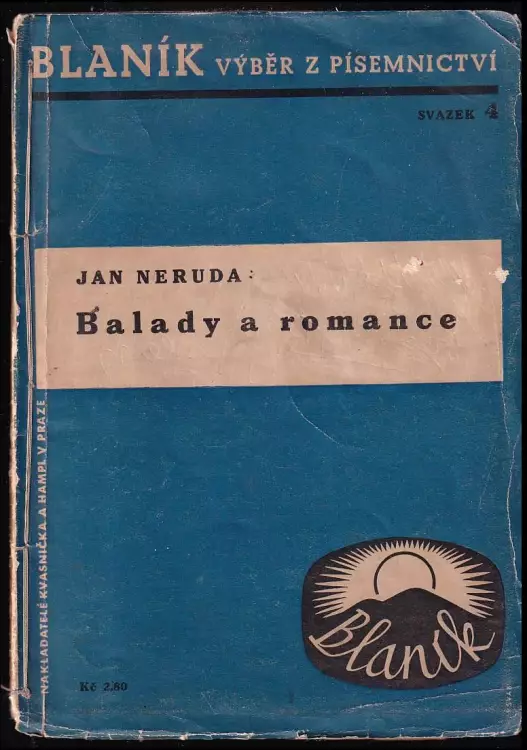 BLANÍK VÝBĚR Z PÍSEMNICTVÍ
SVAZEK 4
JAN NERUDA:
Balady a romance
NAKLADATELÉ KVASNIČKA A HAMPL V PRAZE
Blaník
Kč 2,80